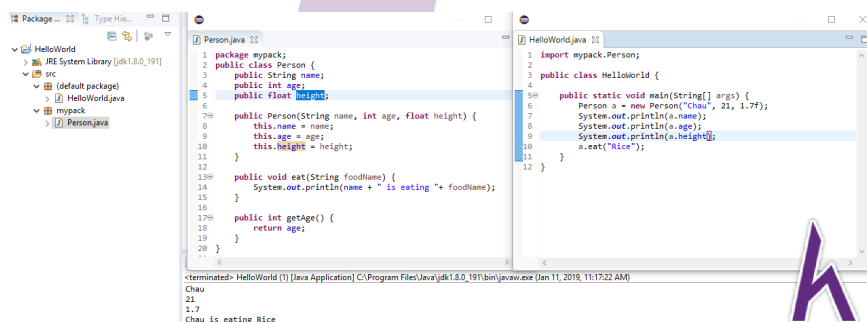 Package ... Type Hie...
HelloWorld
JRE System Library [jdk1.8.0_191]
src
(default package)
HelloWorld.java
mypack
Person.java
Person.java
1 package mypack;
2 public class Person {
3 public String name;
4 public int age;
5 public float height;
6
7 public Person(String name, int age, float height) {
8 this.name = name;
9 this.age = age;
10 this.height = height;
11 }
12
13 public void eat(String foodName) {
14 System.out.println(name + " is eating "+ foodName);
15 }
16
17 public int getAge() {
18 return age;
19 }
20 }
HelloWorld.java
1 import mypack.Person;
2
3 public class HelloWorld {
4
5 public static void main(String[] args) {
6 Person a = new Person("Chau", 21, 1.7f);
7 System.out.println(a.name);
8 System.out.println(a.age);
9 System.out.println(a.height);
10 a.eat("Rice");
11 }
12 }
<terminated> HelloWorld (1) [Java Application] C:\Program Files\Java\jdk1.8.0_191\bin\javaw.exe (Jan 11, 2019, 11:17:22 AM)
Chau
21
1.7
Chau is eating Rice